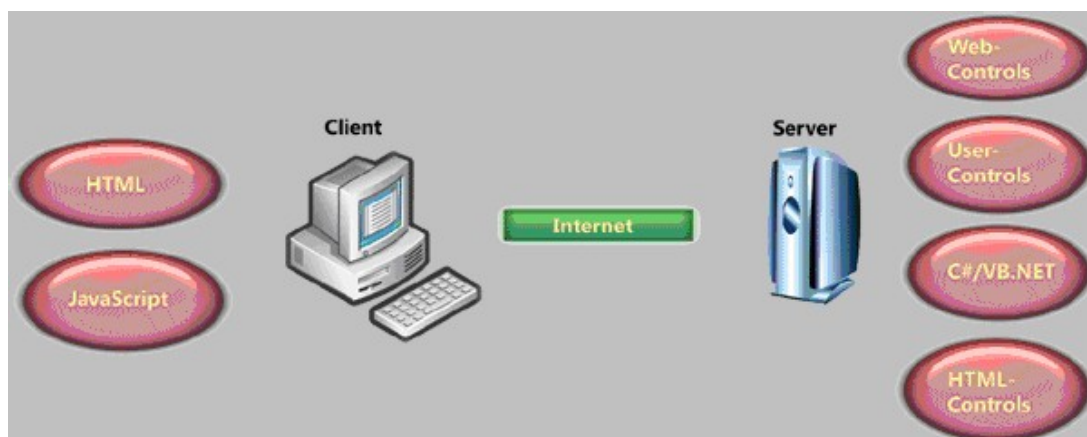 Client
HTML
JavaScript
Internet
Server
Web-
Controls
User-
Controls
C#/VB.NET
HTML-
Controls